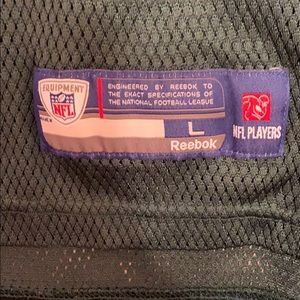 EQUIPMENT
NFL
ENGINEERED BY REEBOK TO
THE EXACT SPECIFICATIONS OF
THE NATIONAL FOOTBALL LEAGUE
L
Reebok
NFL PLAYERS